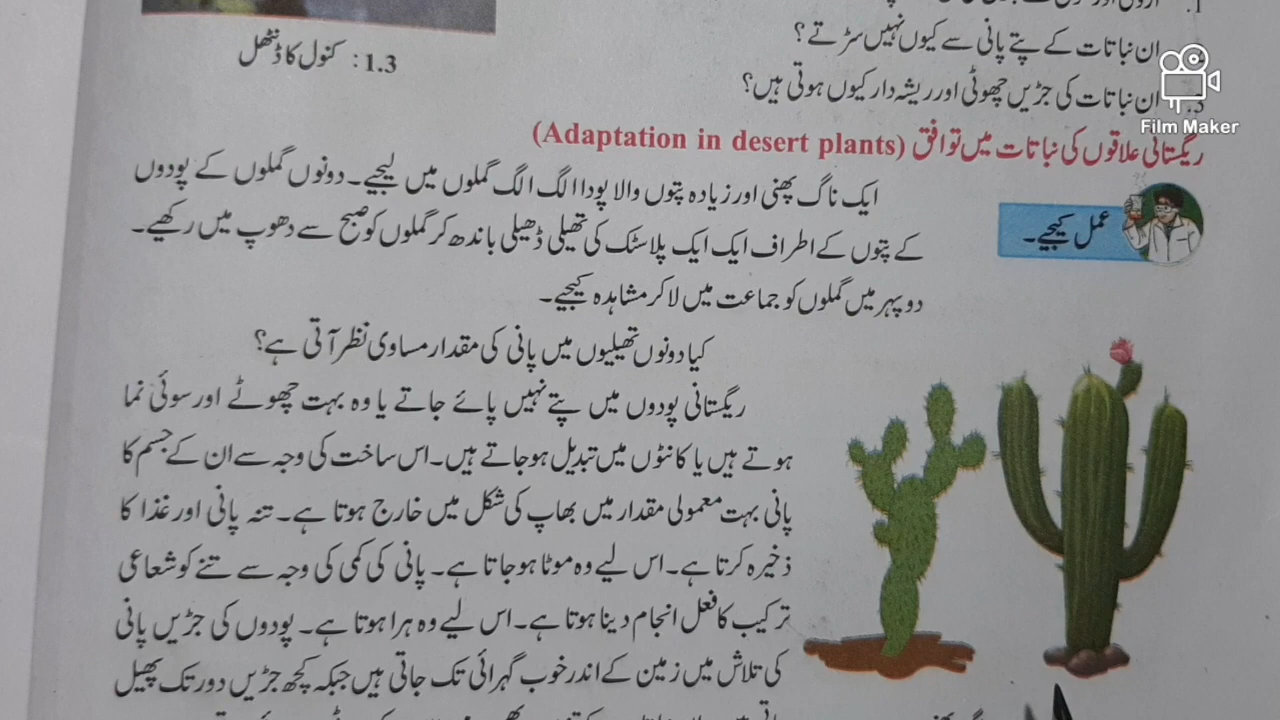 1.3 : کنول کا ڈنٹھل
1.
ان نباتات کے پتے پانی سے کیوں نہیں سڑتے ؟
3. ان نباتات کی جڑیں چھوٹی اور ریشہ دار کیوں ہوتی ہیں؟
Film Maker
ریگستانی علاقوں کی نباتات میں توافق (Adaptation in desert plants)
عمل کیجیے۔
ایک ناگ پھنی اور زیادہ پتوں والا پودا الگ الگ گملوں میں لیجیے۔ دونوں گملوں کے پودوں
کے پتوں کے اطراف ایک ایک پلاسٹک کی تھیلی ڈھیلی باندھ کر گملوں کو صبح سے دھوپ میں رکھیے۔
دوپہر میں گملوں کو جماعت میں لا کر مشاہدہ کیجیے۔
کیا دونوں تھیلیوں میں پانی کی مقدار مساوی نظر آتی ہے؟
ریگستانی پودوں میں پتے نہیں پائے جاتے یا وہ بہت چھوٹے اور سوئی نما
ہوتے ہیں یا کانٹوں میں تبدیل ہو جاتے ہیں۔ اس ساخت کی وجہ سے ان کے جسم کا
پانی بہت معمولی مقدار میں بھاپ کی شکل میں خارج ہوتا ہے۔ تنہ پانی اور غذا کا
ذخیرہ کرتا ہے۔ اس لیے وہ موٹا ہو جاتا ہے۔ پانی کی کمی کی وجہ سے تنے کو شعاعی
ترکیب کا فعل انجام دینا ہوتا ہے۔ اس لیے وہ ہرا ہوتا ہے۔ پودوں کی جڑیں پانی
کی تلاش میں زمین کے اندر خوب گہرائی تک جاتی ہیں جبکہ کچھ جڑیں دور تک پھیل